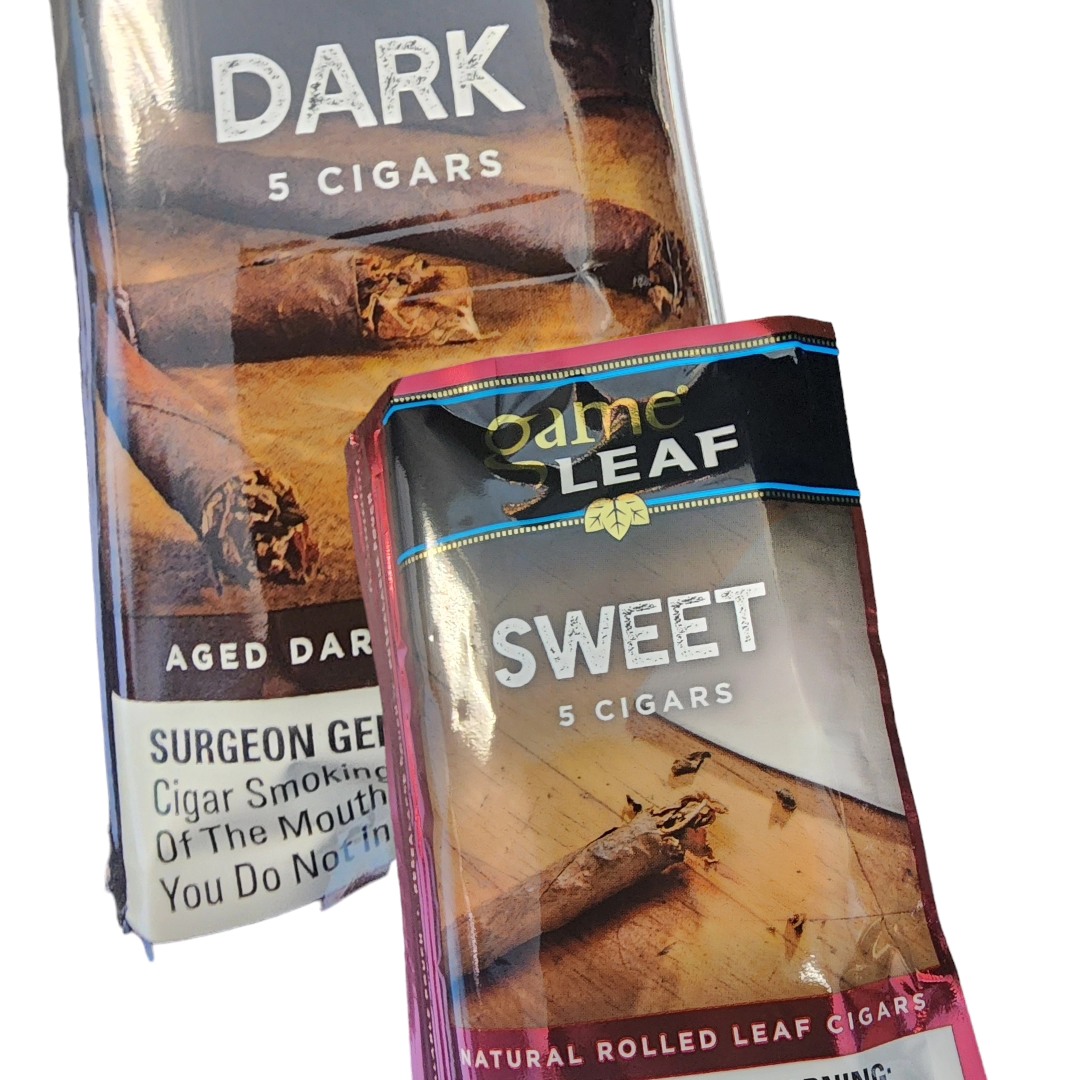 DARK
5 CIGARS
AGED DAR
SURGEON GE
Cigar Smoking
Of The Mouth
You Do Not in
game
LEAF
SWEET
5 CIGARS
NATURAL ROLLED LEAF CIGARS